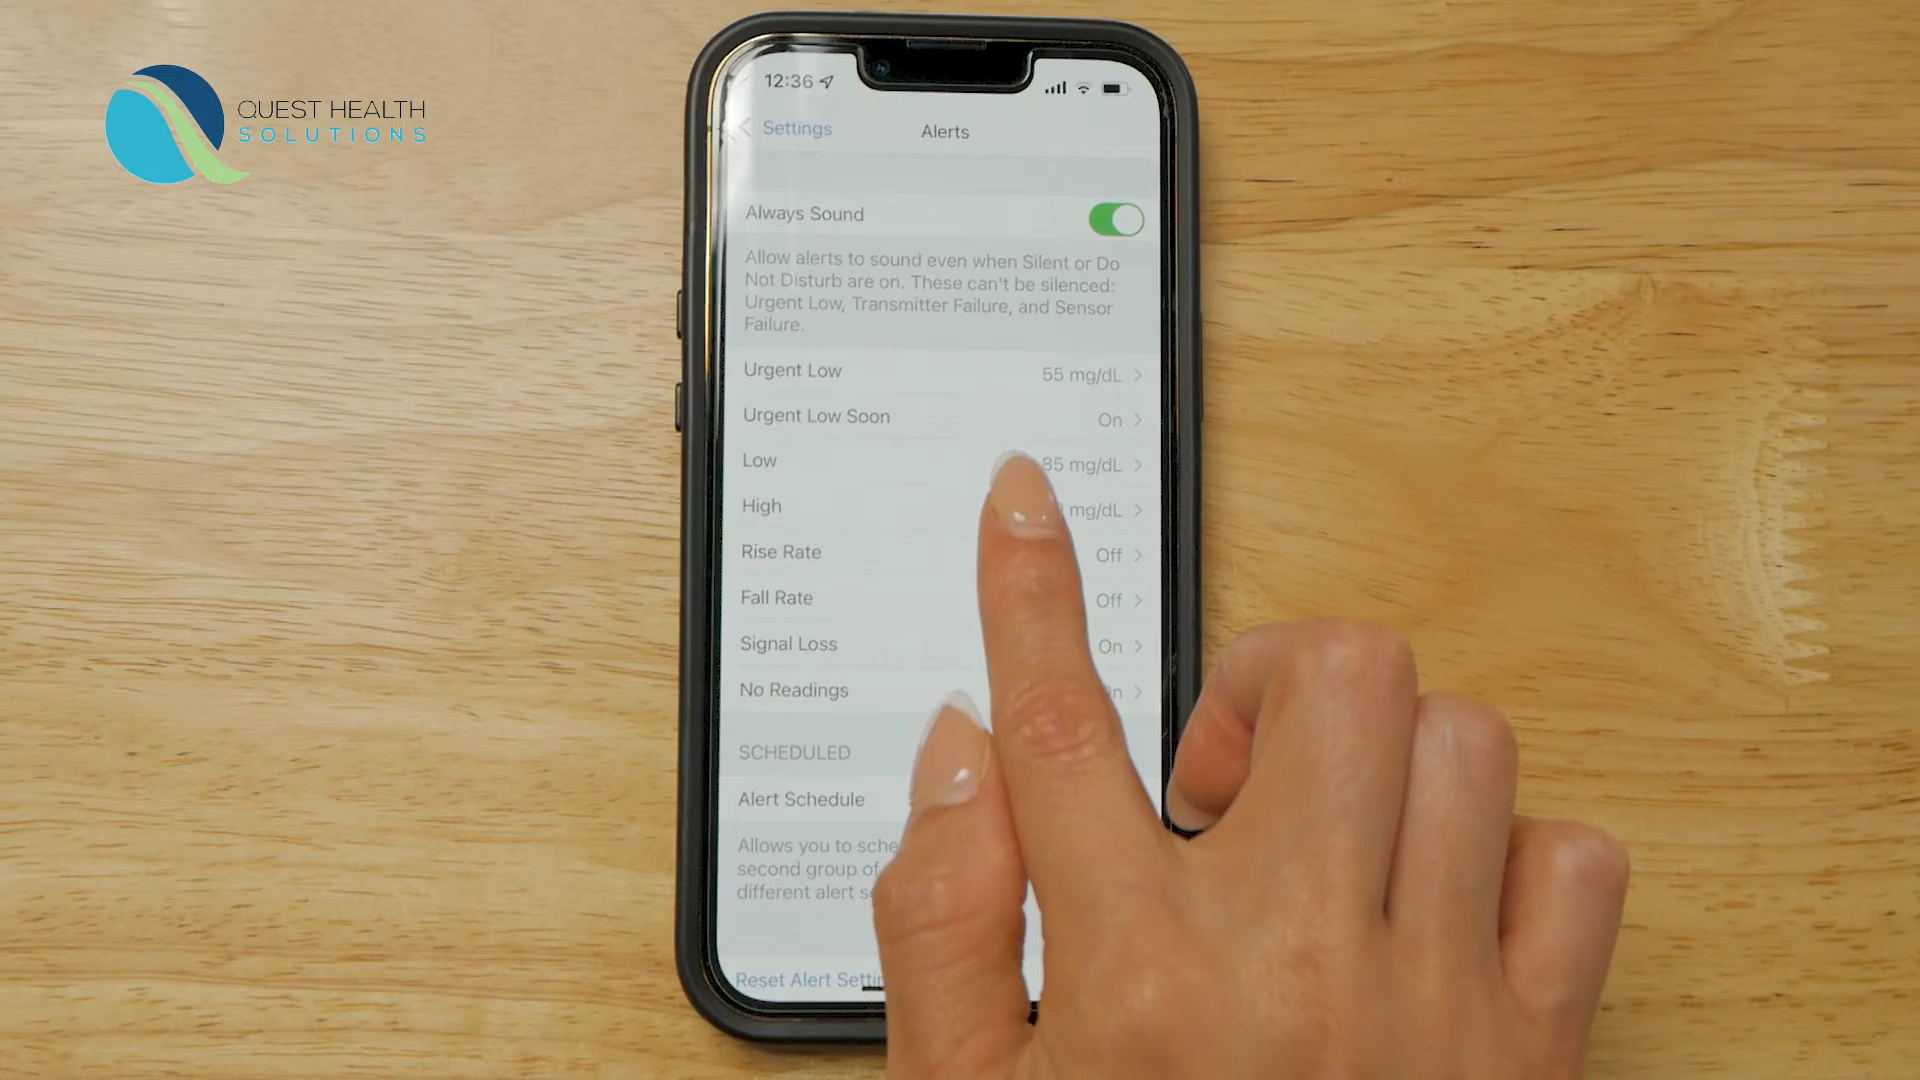 QUEST HEALTH
SOLUTIONS
12:36
Settings
Alerts
Always Sound
Allow alerts to sound even when Silent or Do
Not Disturb are on. These can't be silenced:
Urgent Low, Transmitter Failure, and Sensor
Failure.
Urgent Low 55 mg/dL
Urgent Low Soon On
Low 85 mg/dL
High mg/dL
Rise Rate Off
Fall Rate Off
Signal Loss On
No Readings On
SCHEDULED
Alert Schedule
Allows you to
second group of
different alert
Reset Alert